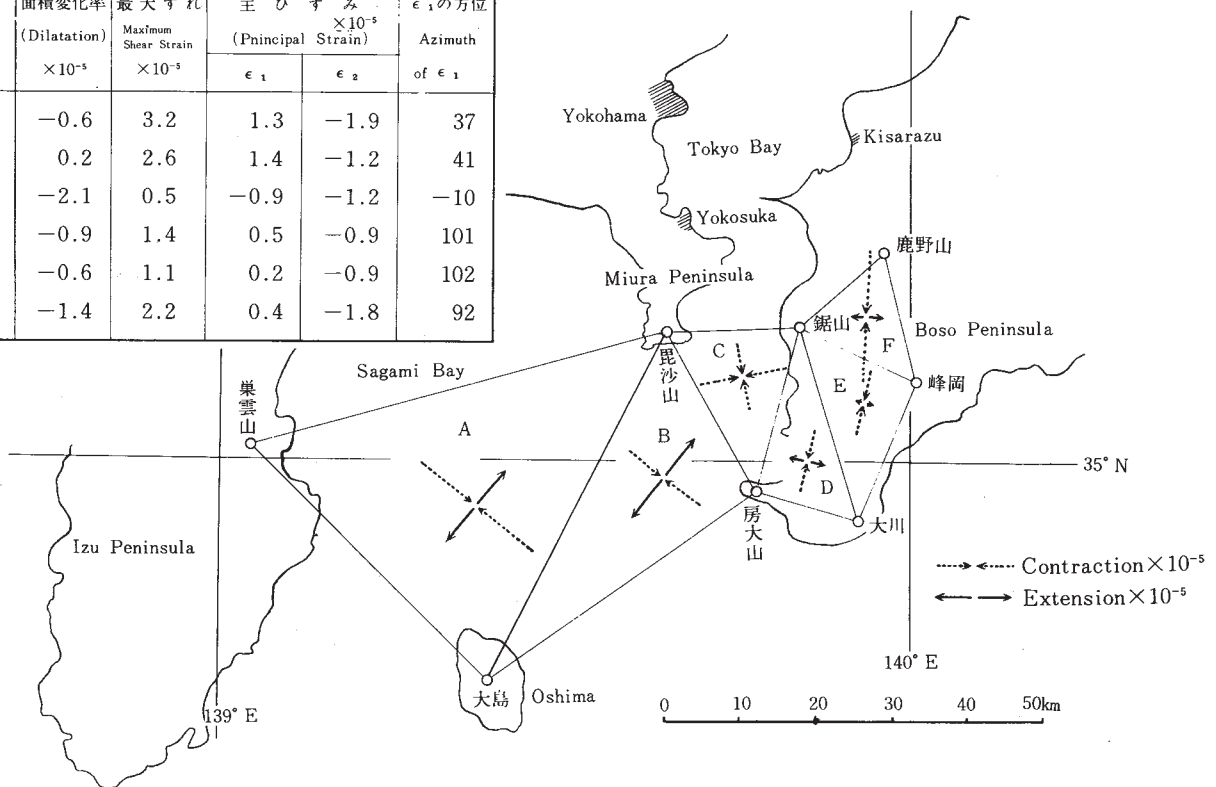 面積変化率 最大ずれ 主 ひ ず み ε₁の方位
×10⁻⁵
(Dilatation) Maximum Shear Strain (Pnincipal Strain) Azimuth
×10⁻⁵ ×10⁻⁵ ε₁ ε₂ of ε₁
−0.6 3.2 1.3 −1.9 37
0.2 2.6 1.4 −1.2 41
−2.1 0.5 −0.9 −1.2 −10
−0.9 1.4 0.5 −0.9 101
−0.6 1.1 0.2 −0.9 102
−1.4 2.2 0.4 −1.8 92
Yokohama
Tokyo Bay
Kisarazu
Yokosuka
鹿野山
Miura Peninsula
鋸山
Boso Peninsula
F
C
毘沙山
Sagami Bay
E
峰岡
巣雲山
A
B
35° N
D
房大山
大川
Izu Peninsula
Contraction×10⁻⁵
Extension×10⁻⁵
140° E
大島
Oshima
139° E
0 10 20 30 40 50km